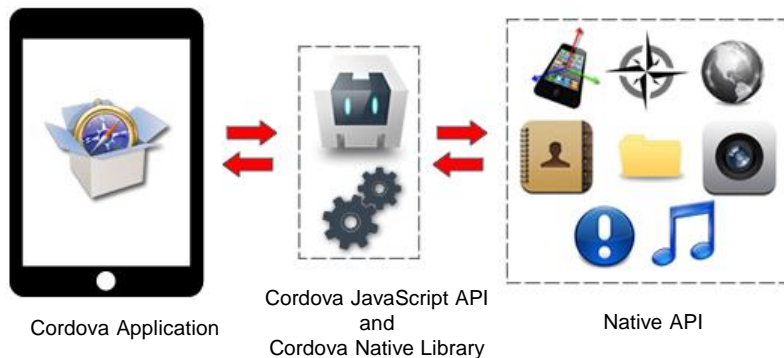 Cordova Application
Cordova JavaScript API
and
Cordova Native Library
Native API